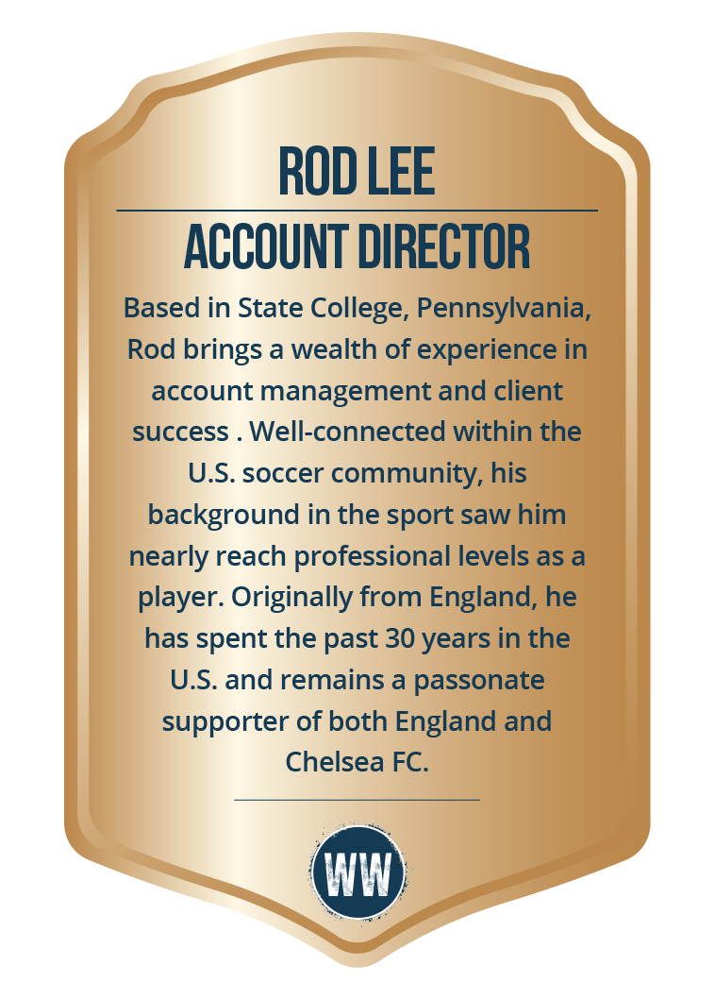 ROD LEE
ACCOUNT DIRECTOR
Based in State College, Pennsylvania,
Rod brings a wealth of experience in
account management and client
success . Well-connected within the
U.S. soccer community, his
background in the sport saw him
nearly reach professional levels as a
player. Originally from England, he
has spent the past 30 years in the
U.S. and remains a passonate
supporter of both England and
Chelsea FC.
WW